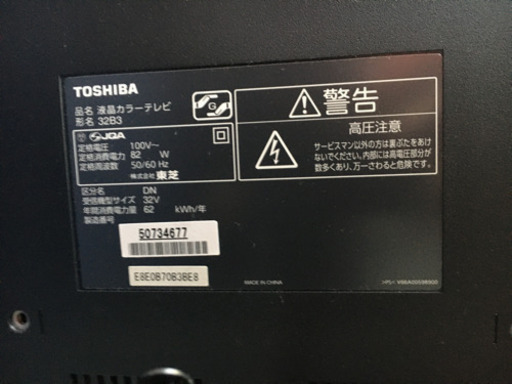 TOSHIBA
品名 液晶カラーテレビ
形名 32B3
G
JQA
定格電圧: 100V~
定格消費電力: 82 W
定格周波数: 50/60 Hz
株式会社 東芝
区分名 DN
受信機型サイズ 32V
年間消費電力量 62 kWh/年
製造番号
50734677
E8E0B70B3BE8
警告
高圧注意
サービスマン以外の方は裏ぶたをあけ
ないでください。内部には高電圧部分が
数多くあり、万一さわると危険です。
MADE IN CHINA